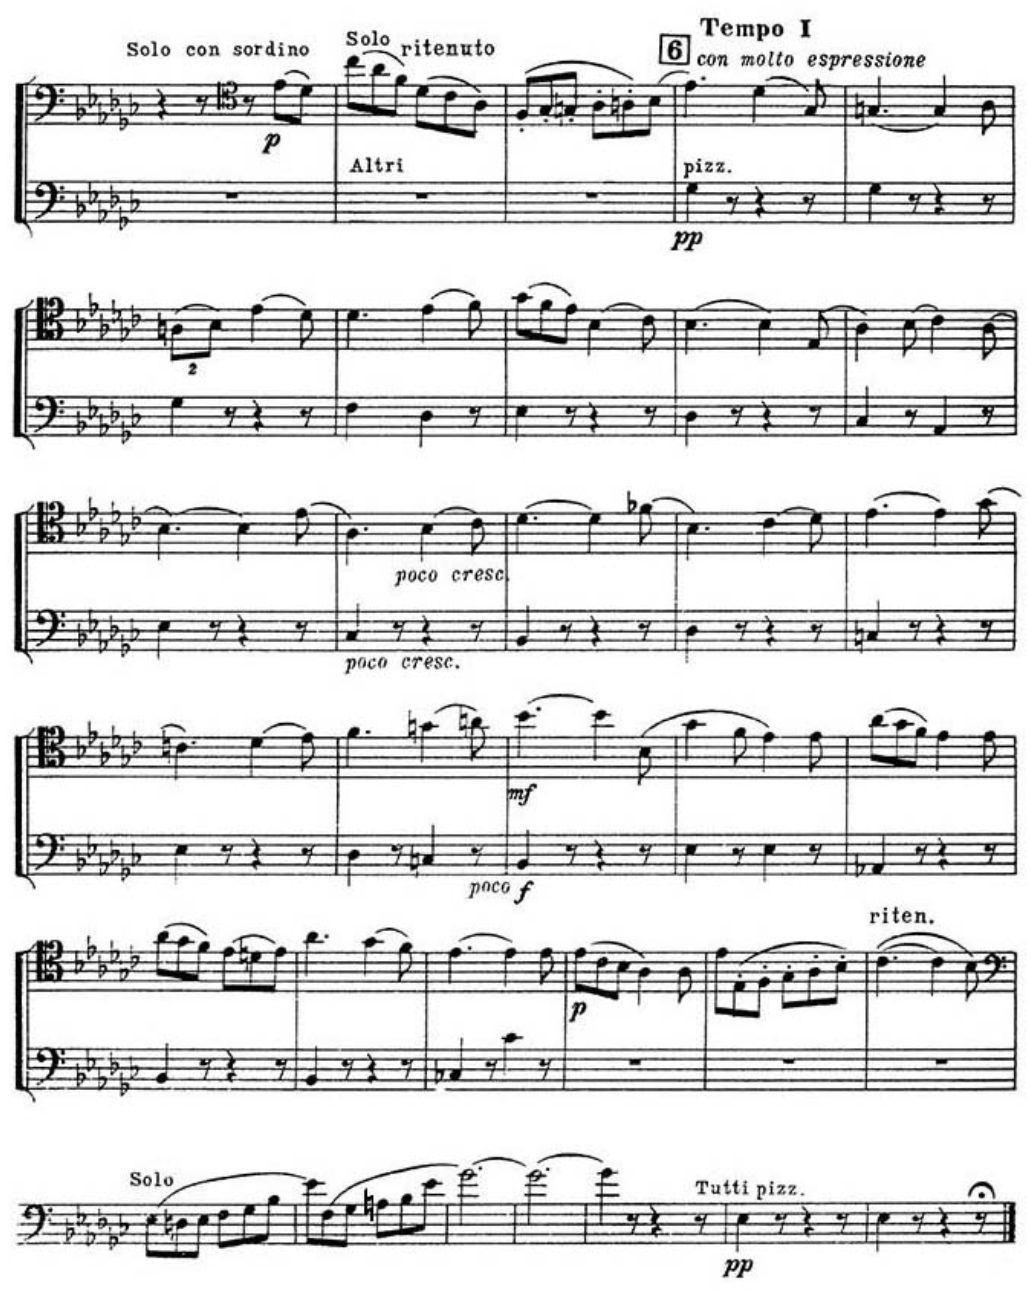 Tempo I
Solo con sordino Solo ritenuto 6 con molto espressione
p
Altri pizz.
pp
2
poco cresc.
poco cresc.
mf
poco f
riten.
p
Solo Tutti pizz.
pp